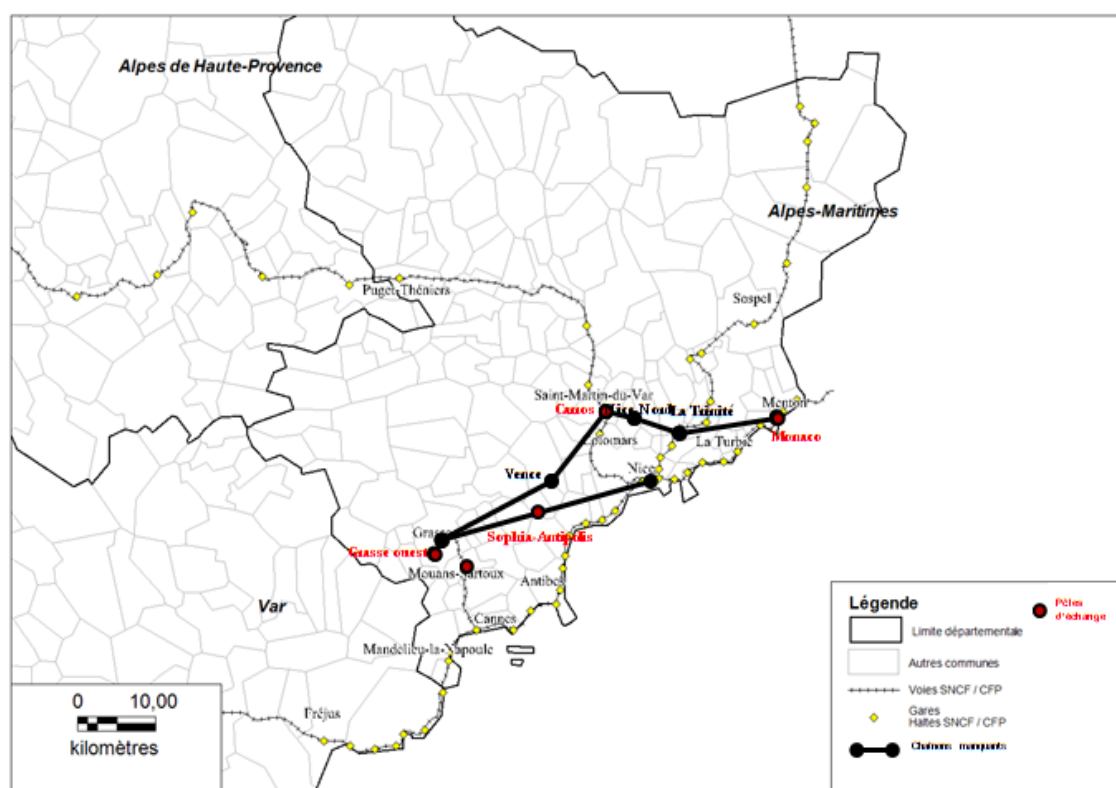 Alpes de Haute-Provence
Alpes-Maritimes
Puget-Théniers
Sospel
Saint-Martin-du-Var
Carros
La Trinité
Menton
Colomars
La Turbie
Monaco
Vence
Nice
Grasse
Sophia-Antipolis
Grasse ouest
Mouans-Sartoux
Antibes
Var
Cannes
Mandelieu-la-Napoule
Fréjus
0 10,00
kilomètres
Légende
Pôles
d'échange
Limite départementale
Autres communes
Voies SNCF / CFP
Gares
Haltes SNCF / CFP
Chaînons manquants